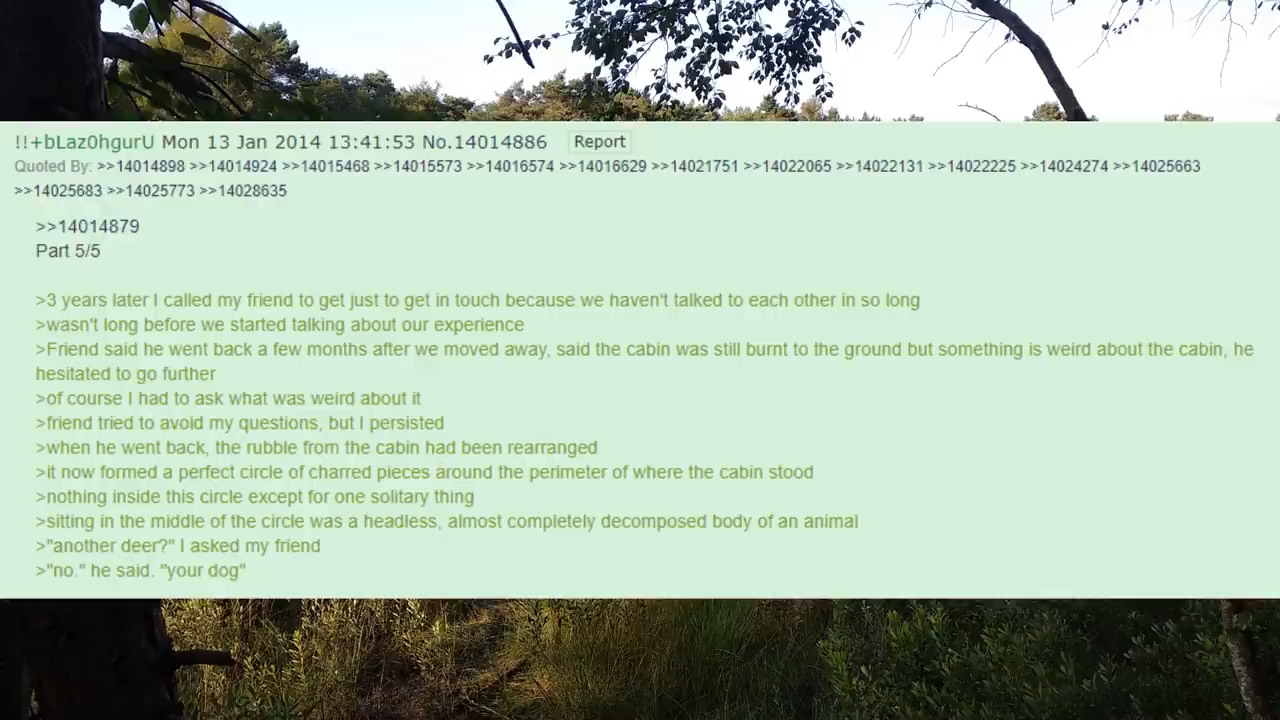 !!+bLaz0hgurU Mon 13 Jan 2014 13:41:53 No.14014886 Report
Quoted By: >>14014898 >>14014924 >>14015468 >>14015573 >>14016574 >>14016629 >>14021751 >>14022065 >>14022131 >>14022225 >>14024274 >>14025663
>>14025683 >>14025773 >>14028635
>>14014879
Part 5/5
>3 years later I called my friend to get just to get in touch because we haven't talked to each other in so long
>wasn't long before we started talking about our experience
>Friend said he went back a few months after we moved away, said the cabin was still burnt to the ground but something is weird about the cabin, he
hesitated to go further
>of course I had to ask what was weird about it
>friend tried to avoid my questions, but I persisted
>when he went back, the rubble from the cabin had been rearranged
>it now formed a perfect circle of charred pieces around the perimeter of where the cabin stood
>nothing inside this circle except for one solitary thing
>sitting in the middle of the circle was a headless, almost completely decomposed body of an animal
>"another deer?" I asked my friend
>"no." he said. "your dog"